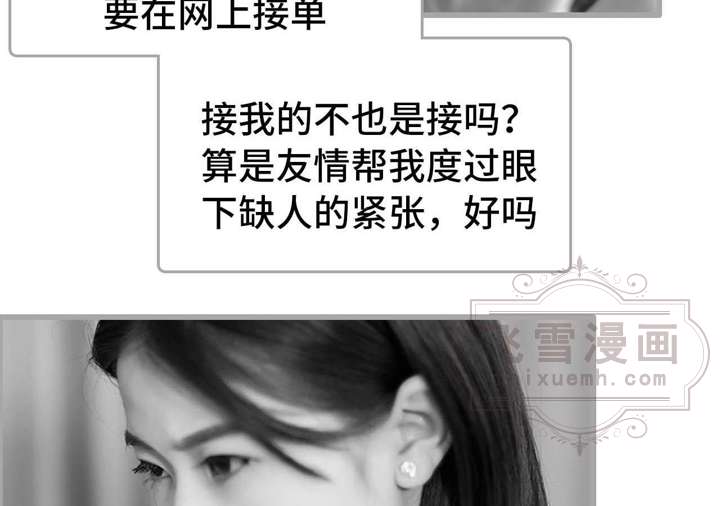 要在网上接单
接我的不也是接吗？
算是友情帮我度过眼
下缺人的紧张，好吗
飞雪漫画
ixuemh.com